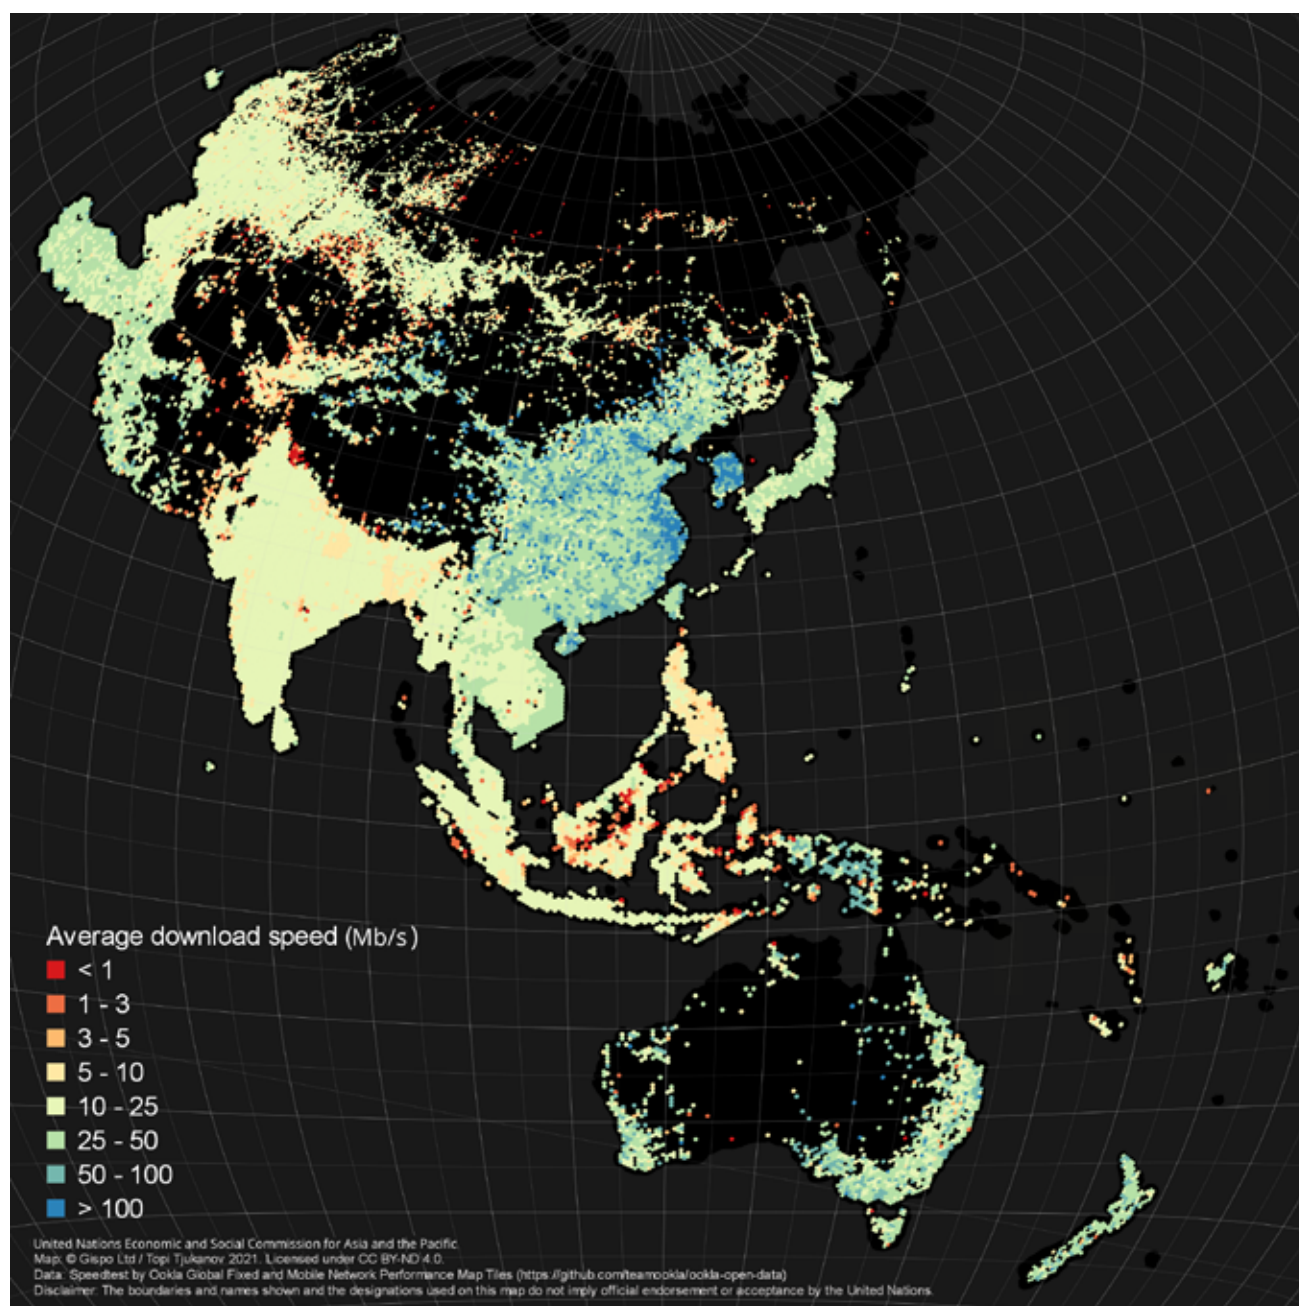 Average download speed (Mb/s)
< 1
1 - 3
3 - 5
5 - 10
10 - 25
25 - 50
50 - 100
> 100
United Nations Economic and Social Commission for Asia and the Pacific
Map: © Gispo Ltd / Topi Tjukanov 2021. Licensed under CC BY-ND 4.0.
Data: Speedtest by Ookla Global Fixed and Mobile Network Performance Map Tiles (https://github.com/teamookla/ookla-open-data)
Disclaimer: The boundaries and names shown and the designations used on this map do not imply official endorsement or acceptance by the United Nations.